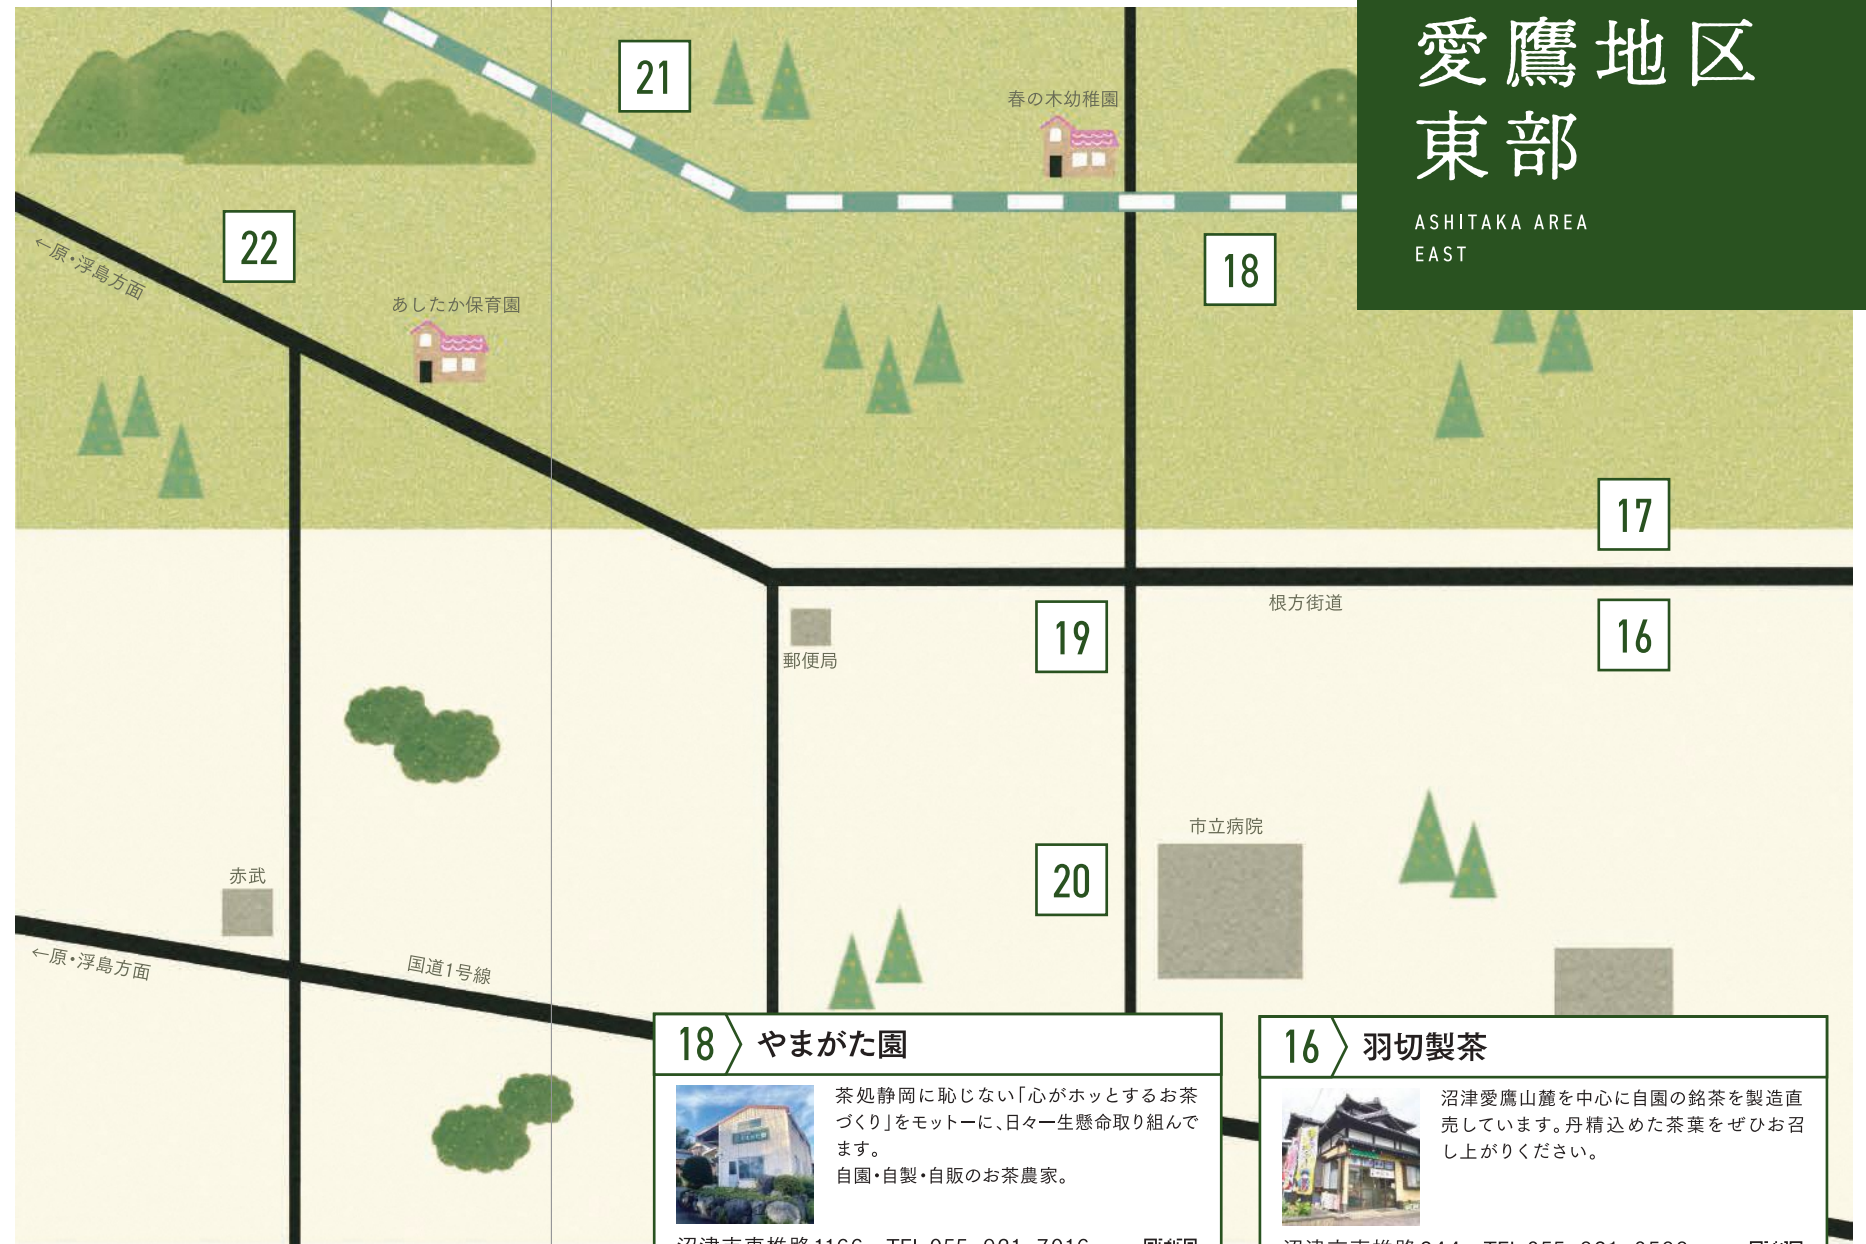 愛鷹地区
東部
ASHITAKA AREA
EAST
21
春の木幼稚園
22
←原・浮島方面
18
あしたか保育園
17
根方街道
19
16
郵便局
市立病院
20
赤武
←原・浮島方面
国道1号線
18 やまがた園
茶処静岡に恥じない「心がホッとするお茶
づくり」をモットーに、日々一生懸命取り組んで
ます。
自園・自製・自販のお茶農家。
16 羽切製茶
沼津愛鷹山麓を中心に自園の銘茶を製造直
売しています。丹精込めた茶葉をぜひお召
し上がりください。